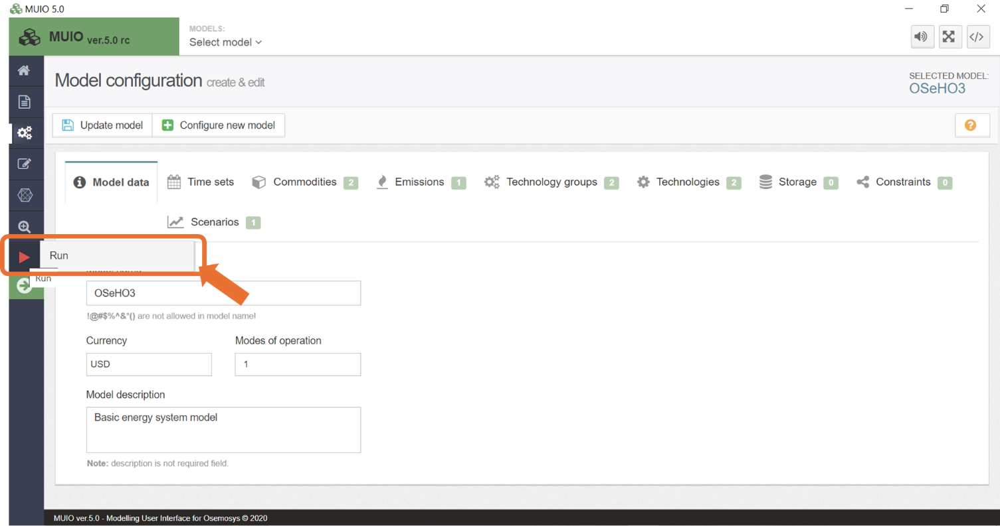 MUIO 5.0
MUIO ver.5.0 rc
MODELS:
Select model
Model configuration create & edit
SELECTED MODEL:
OSeHO3
Update model
Configure new model
Model data
Time sets
Commodities 2
Emissions 1
Technology groups 2
Technologies 2
Storage 0
Constraints 0
Scenarios 1
Run
Run
OSeHO3
!@#$%^&*() are not allowed in model name!
Currency
Modes of operation
USD
1
Model description
Basic energy system model
Note: description is not required field.
MUIO ver.5.0 - Modelling User Interface for Osemosys © 2020